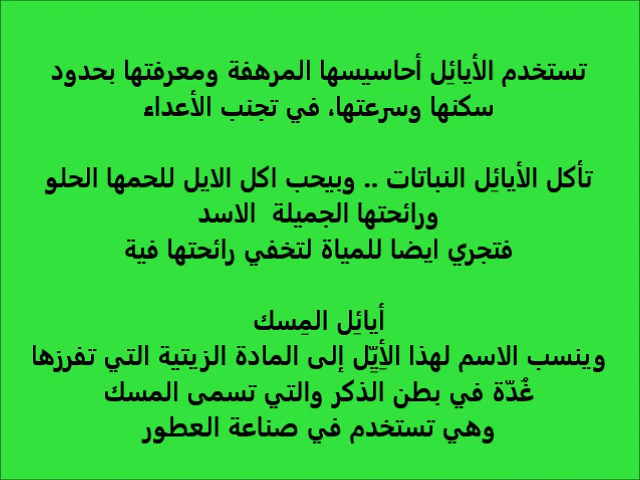 تستخدم الأيائِل أحاسيسها المرهفة ومعرفتها بحدود
سكنها وسرعتها، في تجنب الأعداء
تأكل الأيائِل النباتات .. وبيحب اكل الايل للحمها الحلو
ورائحتها الجميلة الاسد
فتجري ايضا للمياة لتخفي رائحتها فية
أيائِل المِسك
وينسب الاسم لهذا الأَيِّل إلى المادة الزيتية التي تفرزها
غُدّة في بطن الذكر والتي تسمى المسك
وهي تستخدم في صناعة العطور